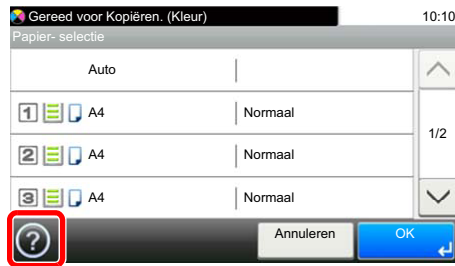 Gereed voor Kopiëren. (Kleur) 10:10
Papier- selectie
Auto
1 A4 Normaal
2 A4 Normaal
3 A4 Normaal
1/2
? Annuleren OK